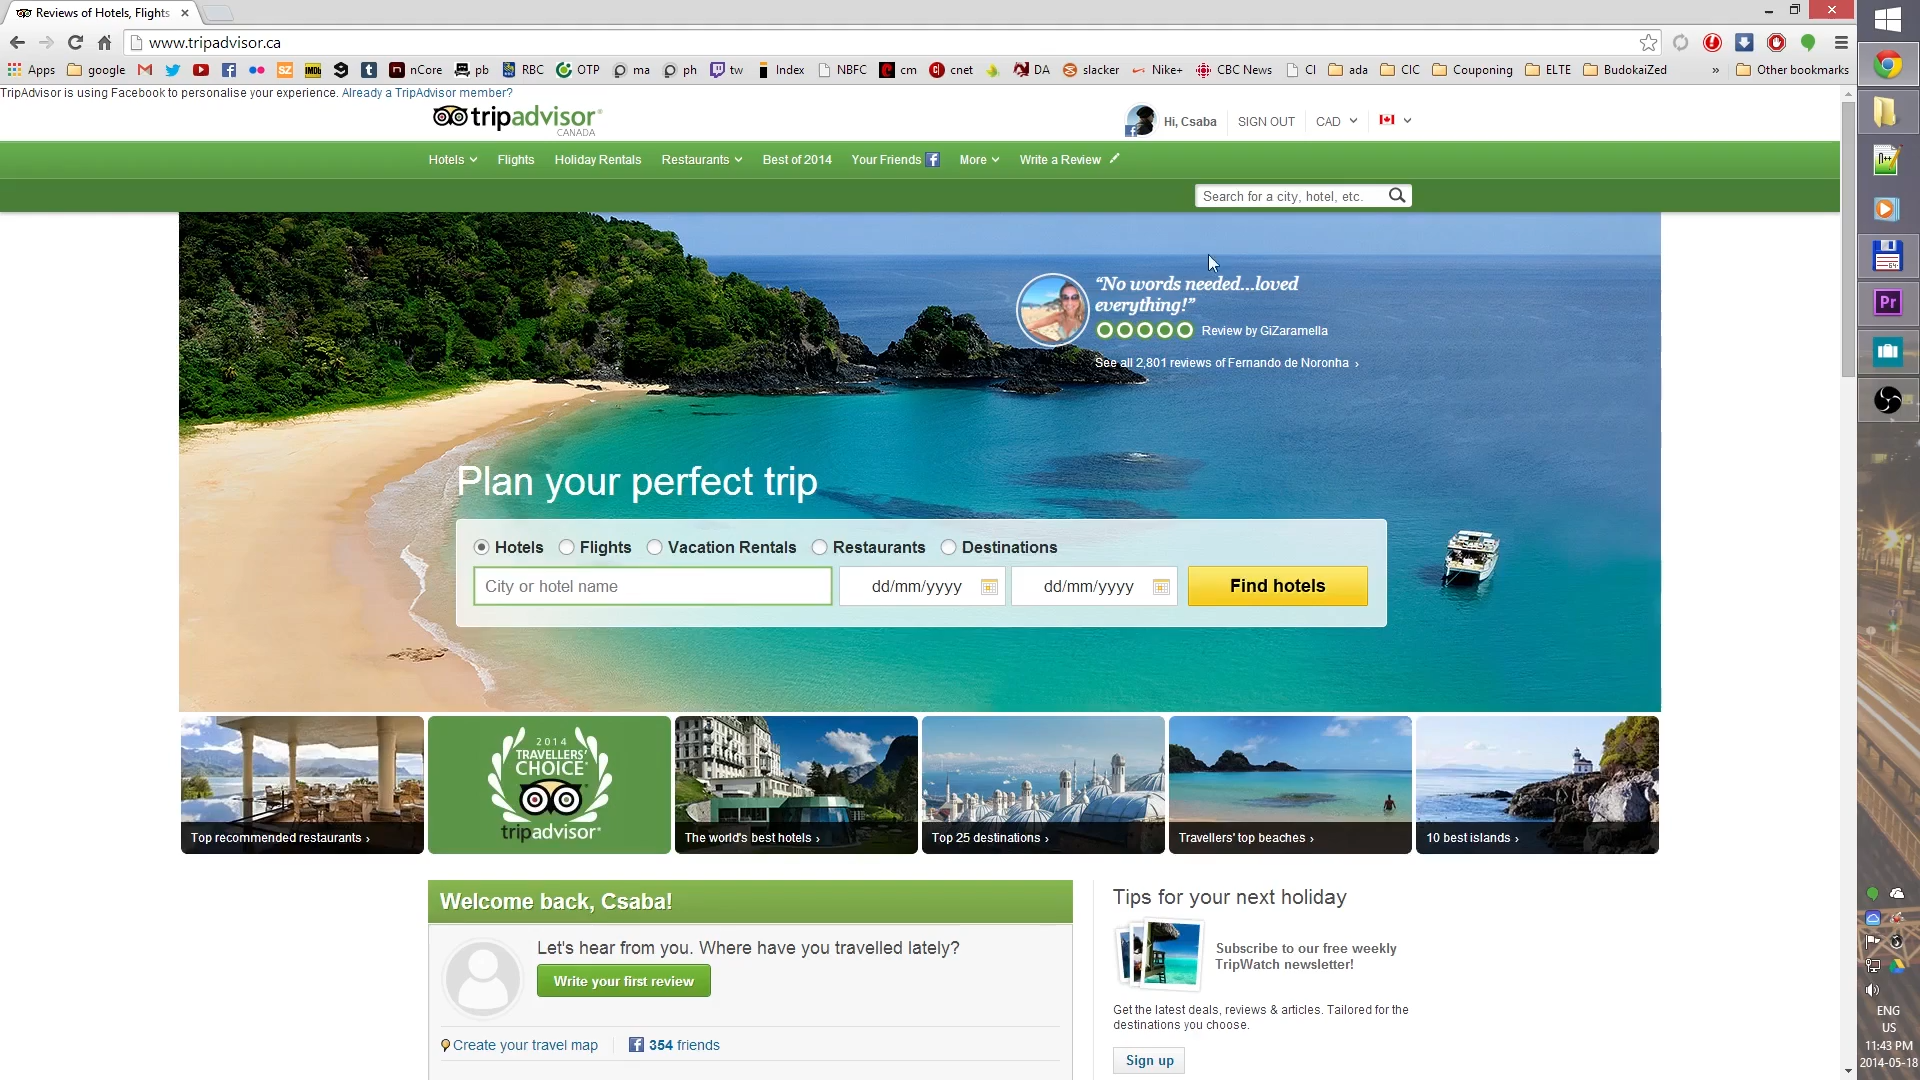 Reviews of Hotels, Flights
www.tripadvisor.ca
Apps google nCore pb RBC OTP ma ph tw Index NBFC cm cnet DA slacker Nike+ CBC News CI ada CIC Couponing ELTE BudokaiZed » Other bookmarks
TripAdvisor is using Facebook to personalise your experience. Already a TripAdvisor member?
tripadvisor®
CANADA
Hi, Csaba SIGN OUT CAD
Hotels Flights Holiday Rentals Restaurants Best of 2014 Your Friends More Write a Review
Search for a city, hotel, etc.
“No words needed...loved
everything!”
Review by GiZaramella
See all 2,801 reviews of Fernando de Noronha ›
Plan your perfect trip
Hotels Flights Vacation Rentals Restaurants Destinations
City or hotel name dd/mm/yyyy dd/mm/yyyy Find hotels
2014
TRAVELLERS'
CHOICE®
tripadvisor®
Top recommended restaurants ›
The world's best hotels ›
Top 25 destinations ›
Travellers' top beaches ›
10 best islands ›
Welcome back, Csaba!
Let's hear from you. Where have you travelled lately?
Write your first review
Create your travel map 354 friends
Tips for your next holiday
Subscribe to our free weekly
TripWatch newsletter!
Get the latest deals, reviews & articles. Tailored for the
destinations you choose.
Sign up
Pr
ENG
US
11:43 PM
2014-05-18